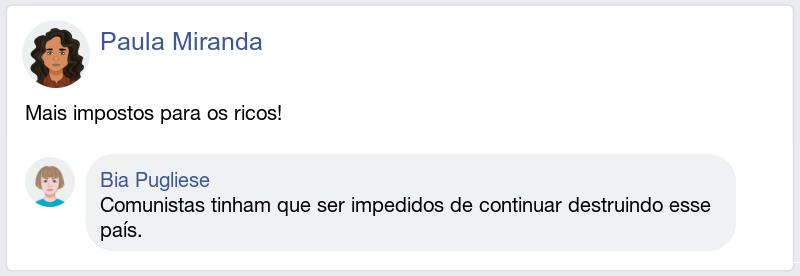 Paula Miranda
Mais impostos para os ricos!
Bia Pugliese
Comunistas tinham que ser impedidos de continuar destruindo esse
país.